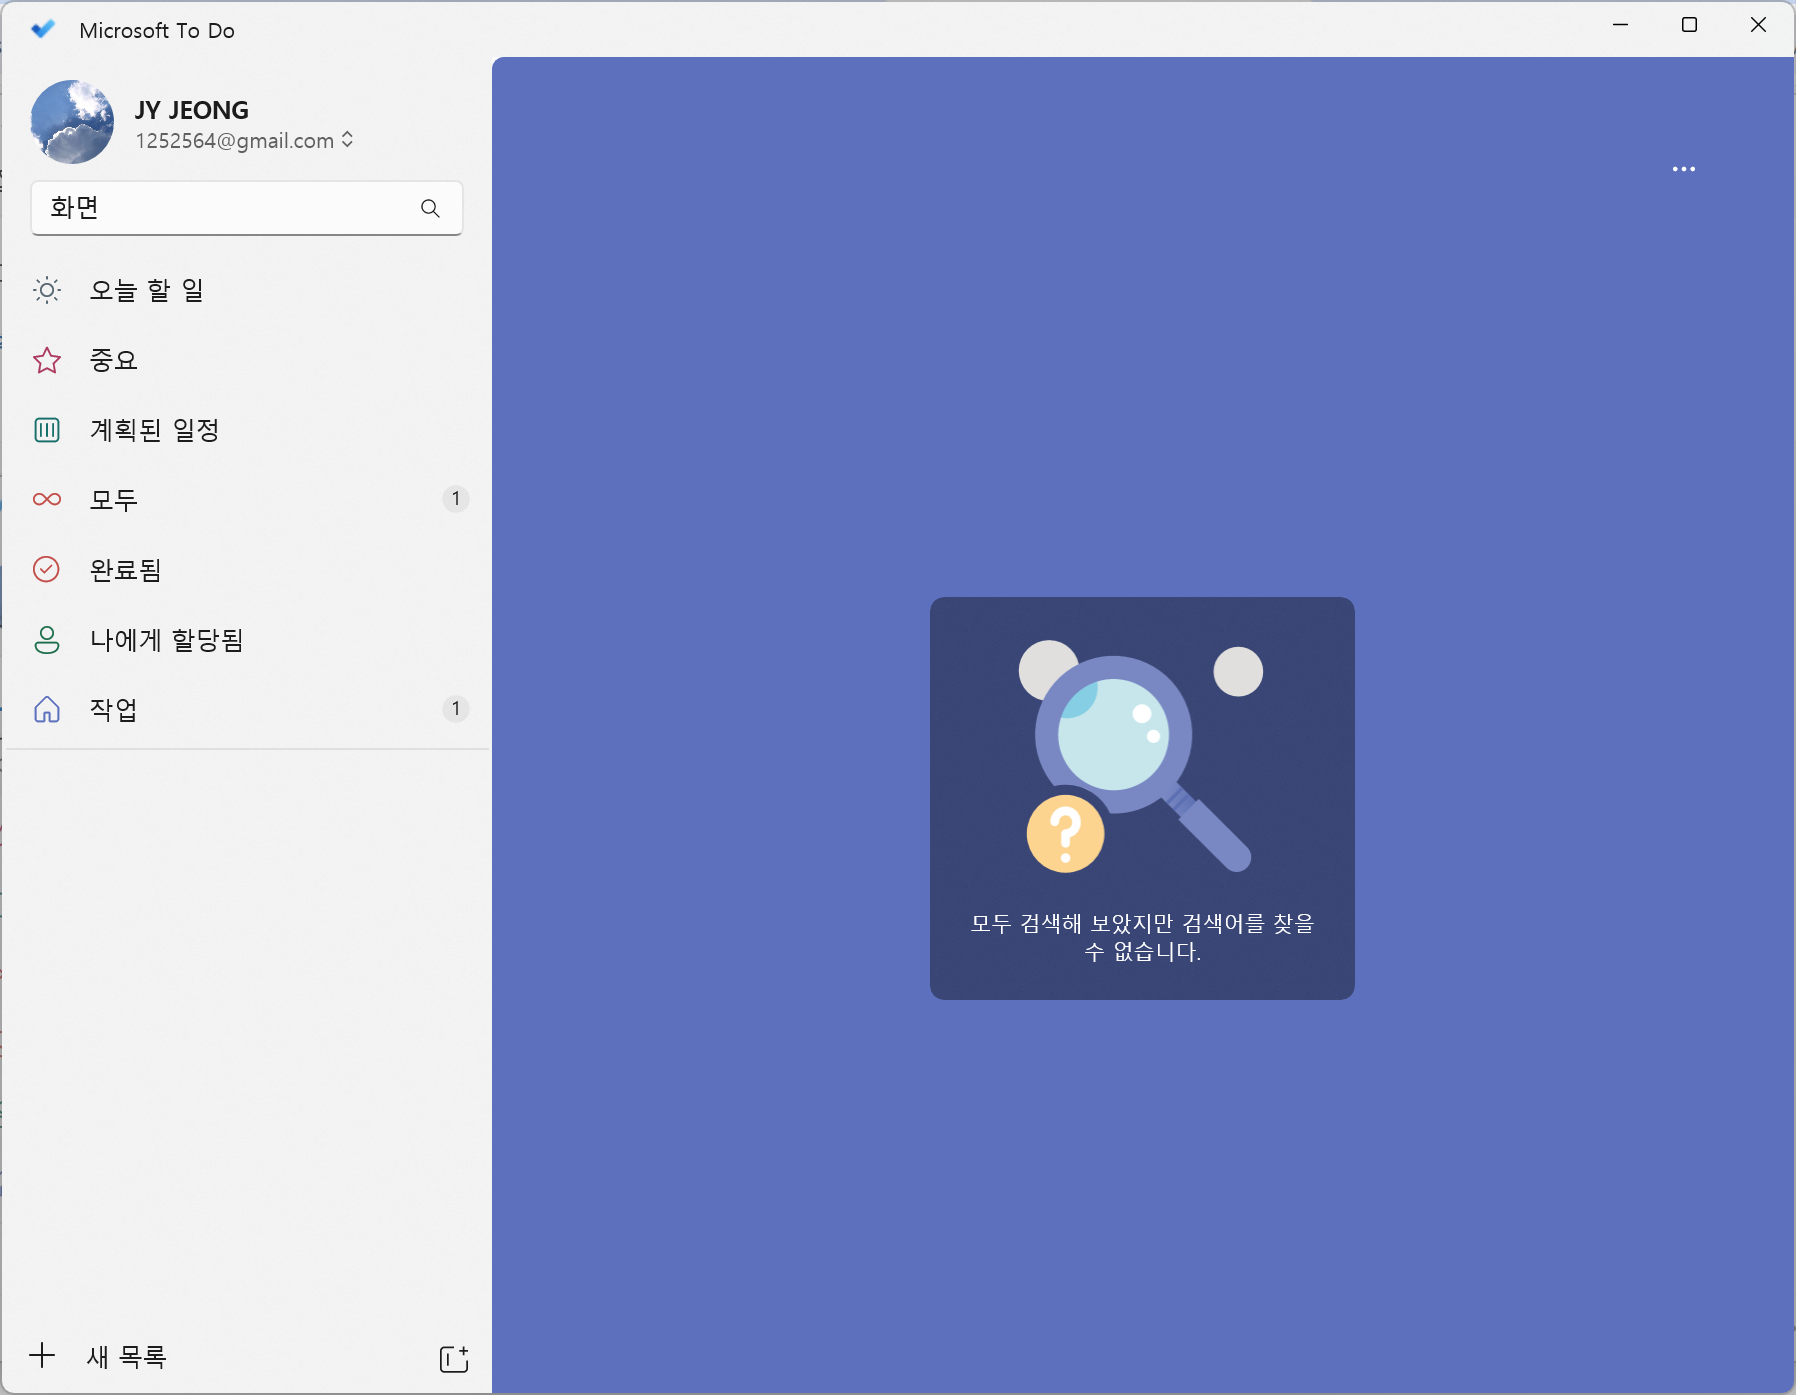 Microsoft To Do
JY JEONG
1252564@gmail.com
화면
오늘 할 일
중요
계획된 일정
모두 1
완료됨
나에게 할당됨
작업 1
?
모두 검색해 보았지만 검색어를 찾을
수 없습니다.
새 목록